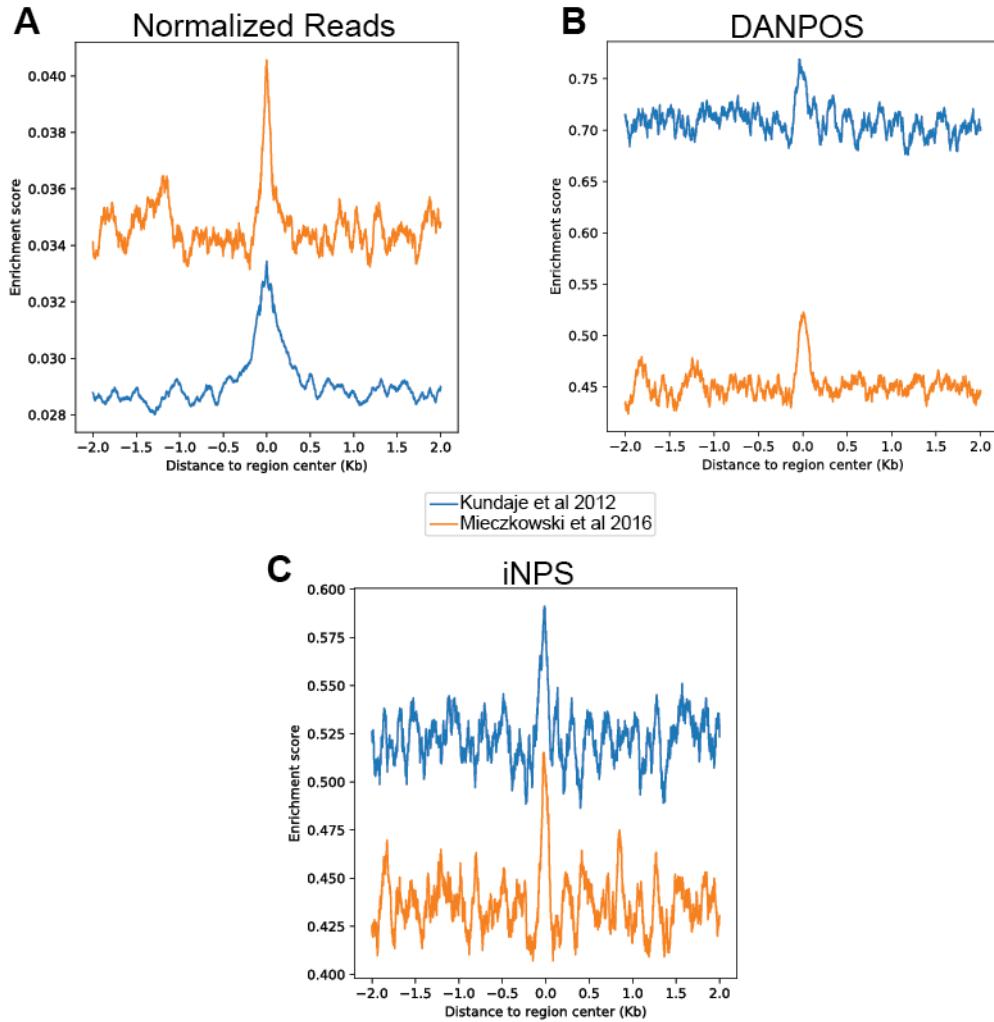 A
Normalized Reads
0.040
0.038
0.036
0.034
0.032
0.030
0.028
Enrichment score
−2.0 −1.5 −1.0 −0.5 0.0 0.5 1.0 1.5 2.0
Distance to region center (Kb)
B
DANPOS
0.75
0.70
0.65
0.60
0.55
0.50
0.45
Enrichment score
−2.0 −1.5 −1.0 −0.5 0.0 0.5 1.0 1.5 2.0
Distance to region center (Kb)
Kundaje et al 2012
Mieczkowski et al 2016
C
iNPS
0.600
0.575
0.550
0.525
0.500
0.475
0.450
0.425
0.400
Enrichment score
−2.0 −1.5 −1.0 −0.5 0.0 0.5 1.0 1.5 2.0
Distance to region center (Kb)